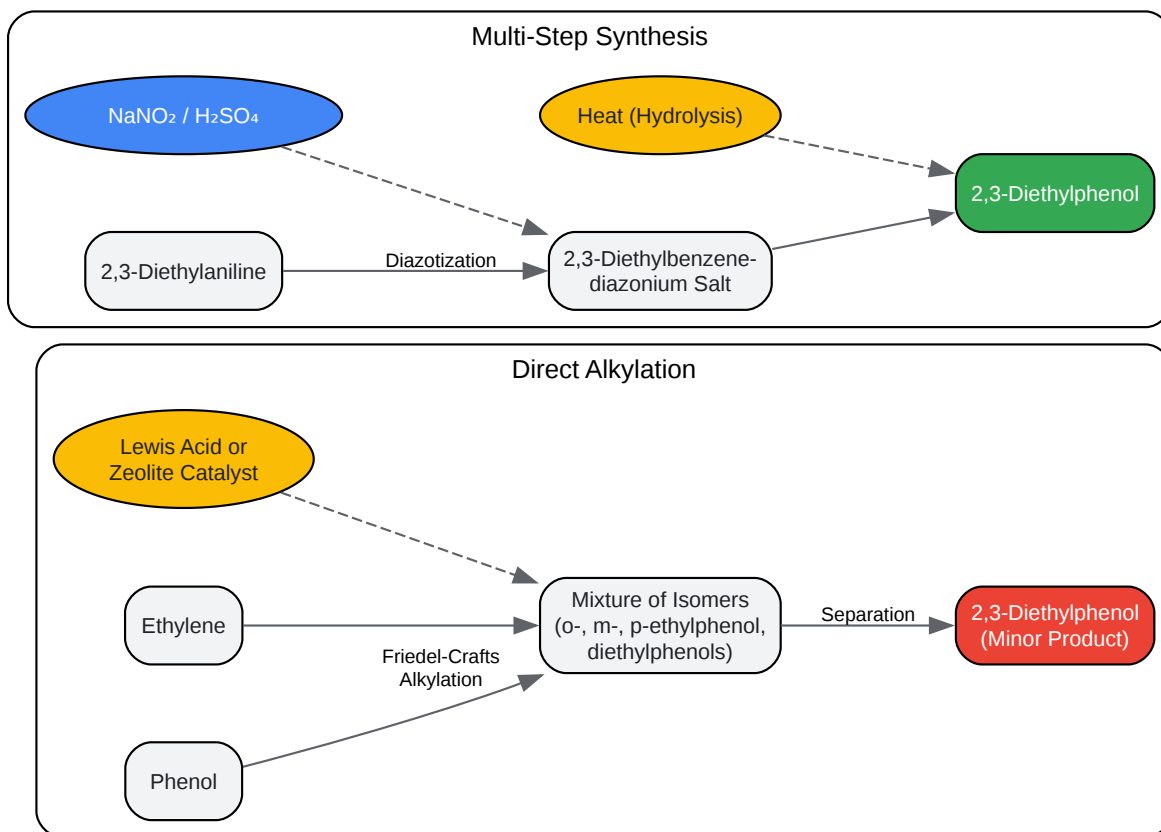 Multi-Step Synthesis
NaNO₂ / H₂SO₄
Heat (Hydrolysis)
2,3-Diethylphenol
2,3-Diethylaniline
Diazotization
2,3-Diethylbenzene-
diazonium Salt
Direct Alkylation
Lewis Acid or
Zeolite Catalyst
Ethylene
Mixture of Isomers
(o-, m-, p-ethylphenol,
diethylphenols)
Separation
2,3-Diethylphenol
(Minor Product)
Friedel-Crafts
Alkylation
Phenol